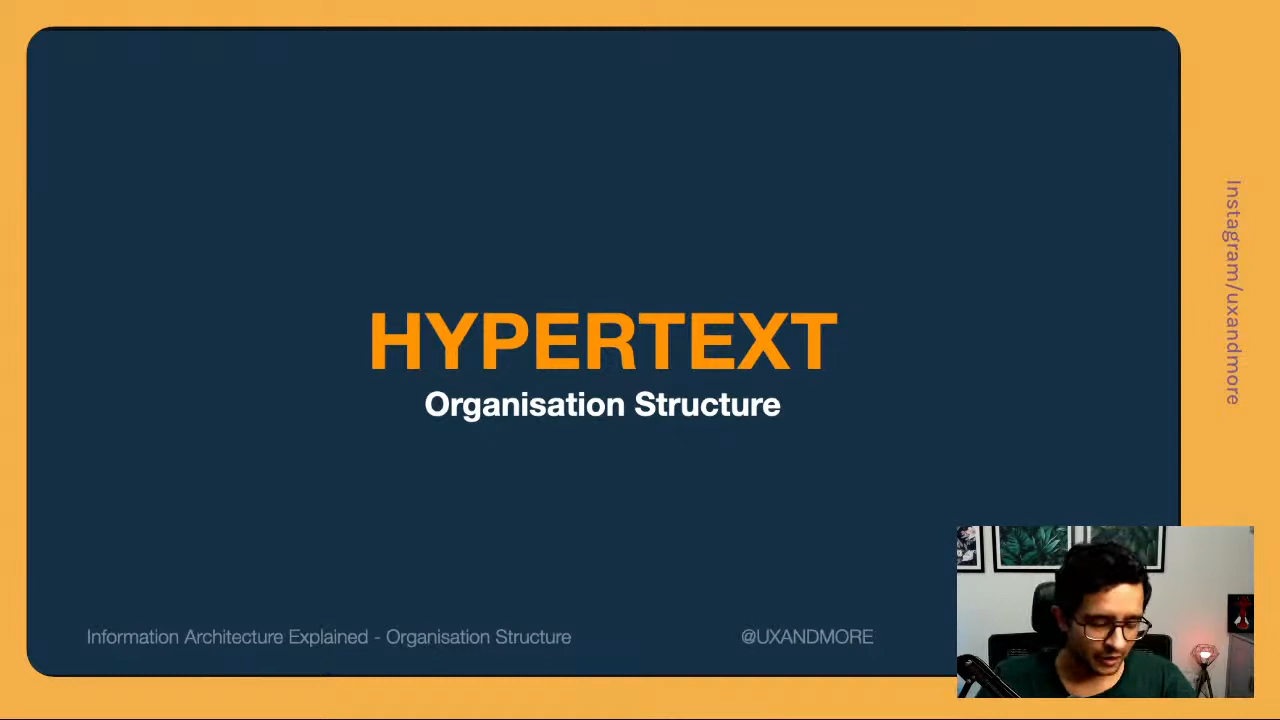 HYPERTEXT
Organisation Structure
Instagram/uxandmore
Information Architecture Explained - Organisation Structure
@UXANDMORE